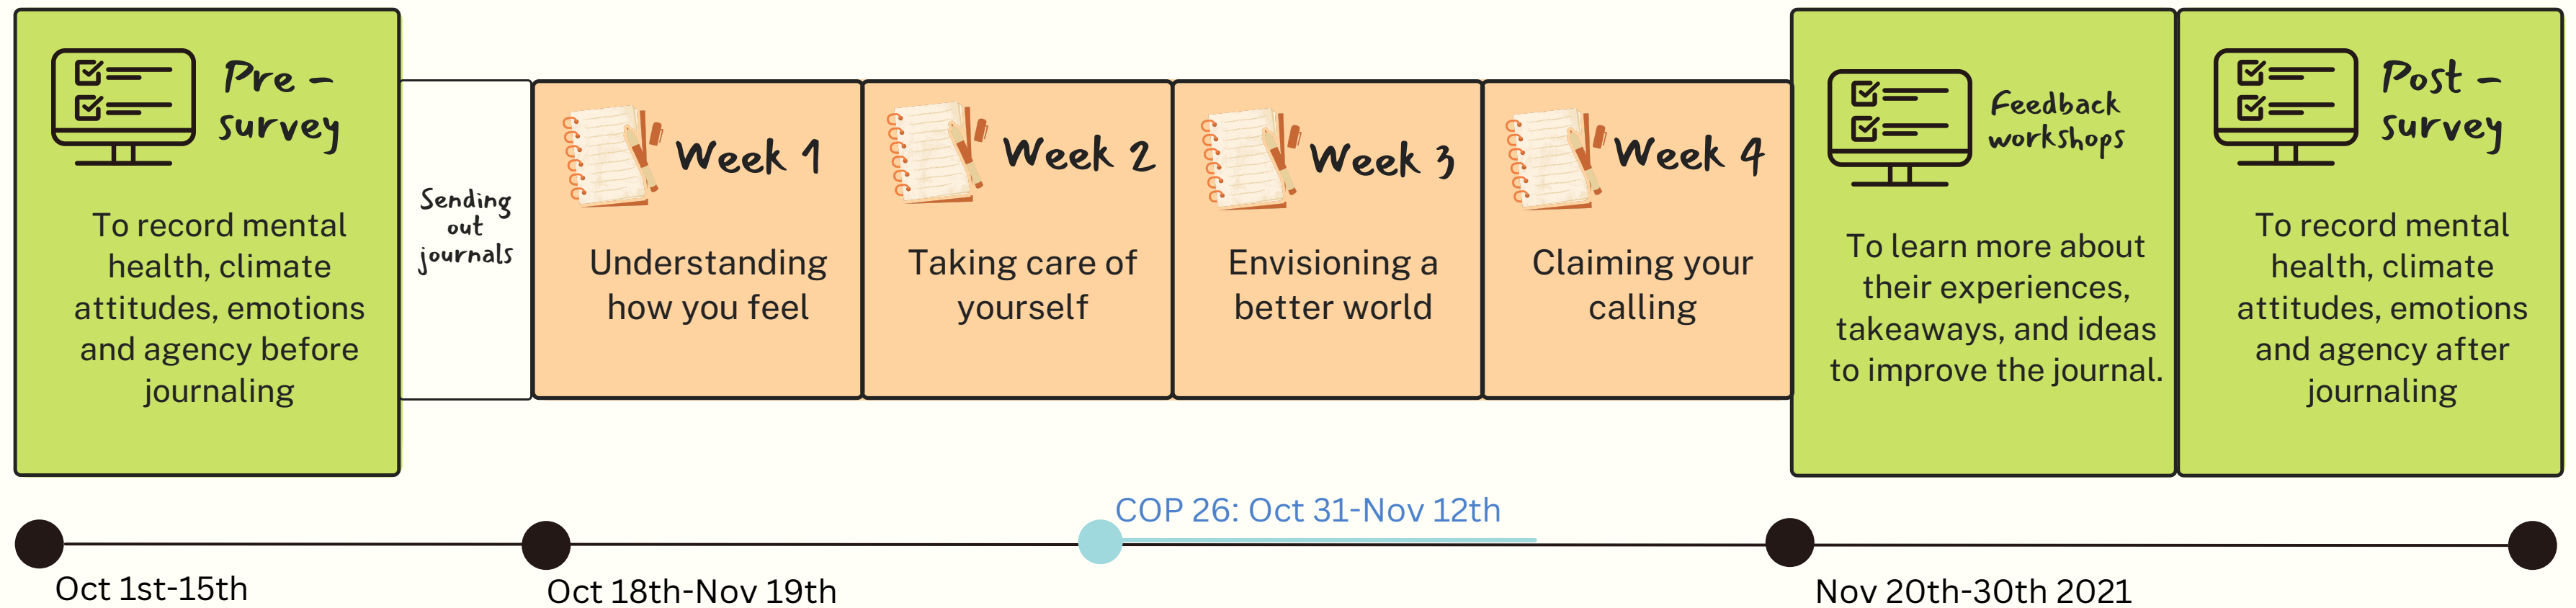 Pre -
survey
To record mental
health, climate
attitudes, emotions
and agency before
journaling
Sending
out
journals
Week 1
Understanding
how you feel
Week 2
Taking care of
yourself
Week 3
Envisioning a
better world
Week 4
Claiming your
calling
Feedback
workshops
To learn more about
their experiences,
takeaways, and ideas
to improve the journal.
Post -
survey
To record mental
health, climate
attitudes, emotions
and agency after
journaling
COP 26: Oct 31-Nov 12th
Oct 1st-15th
Oct 18th-Nov 19th
Nov 20th-30th 2021